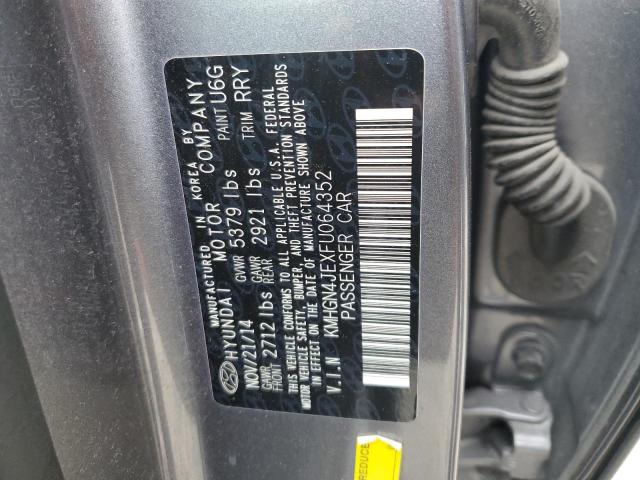 MANUFACTURED IN KOREA BY
HYUNDAI MOTOR COMPANY
NOV/21/14 GVWR 5379 lbs PAINT U6G
GAWR FRONT 2712 lbs GAWR REAR 2921 lbs TRIM RRY
THIS VEHICLE CONFORMS TO ALL APPLICABLE U.S.A. FEDERAL
MOTOR VEHICLE SAFETY, BUMPER, AND THEFT PREVENTION STANDARDS
IN EFFECT ON THE DATE OF MANUFACTURE SHOWN ABOVE
V.I.N KMHGN4JEXFU064352
PASSENGER CAR
REDUCE